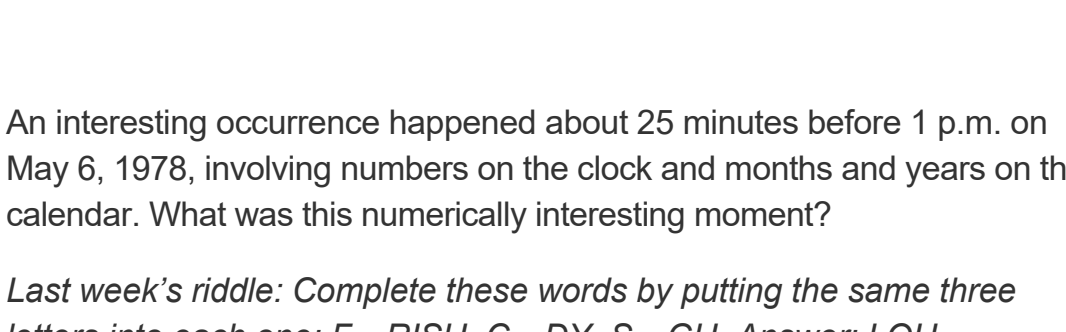 An interesting occurrence happened about 25 minutes before 1 p.m. on
May 6, 1978, involving numbers on the clock and months and years on th
calendar. What was this numerically interesting moment?
Last week’s riddle: Complete these words by putting the same three